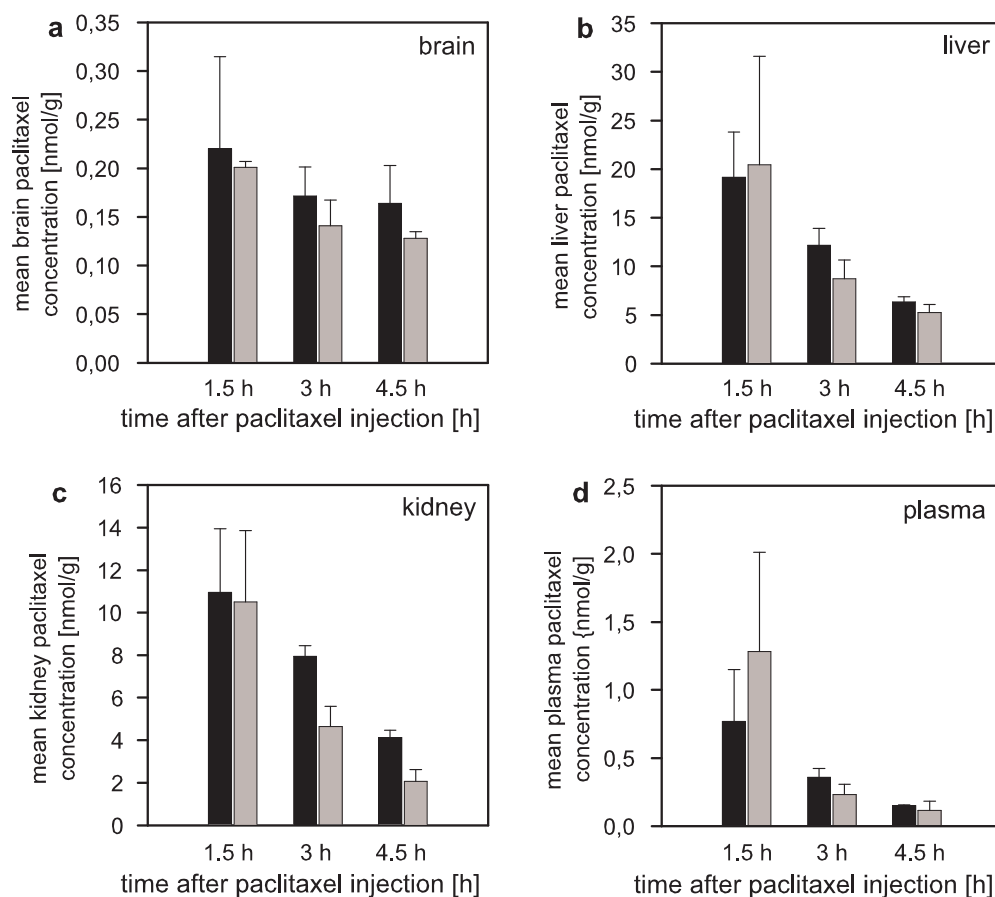 a
brain
mean brain paclitaxel
concentration [nmol/g]
0,35
0,30
0,25
0,20
0,15
0,10
0,05
0,00
1.5 h 3 h 4.5 h
time after paclitaxel injection [h]
b
liver
mean liver paclitaxel
concentration [nmol/g]
35
30
25
20
15
10
5
0
1.5 h 3 h 4.5 h
time after paclitaxel injection [h]
c
kidney
mean kidney paclitaxel
concentration [nmol/g]
16
14
12
10
8
6
4
2
0
1.5 h 3 h 4.5 h
time after paclitaxel injection [h]
d
plasma
mean plasma paclitaxel
concentration {nmol/g]
2,5
2,0
1,5
1,0
0,5
0,0
1.5 h 3 h 4.5 h
time after paclitaxel injection [h]